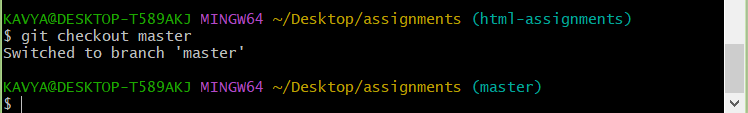 KAVYA@DESKTOP-T589AKJ MINGW64 ~/Desktop/assignments (html-assignments)
$ git checkout master
Switched to branch 'master'
KAVYA@DESKTOP-T589AKJ MINGW64 ~/Desktop/assignments (master)
$